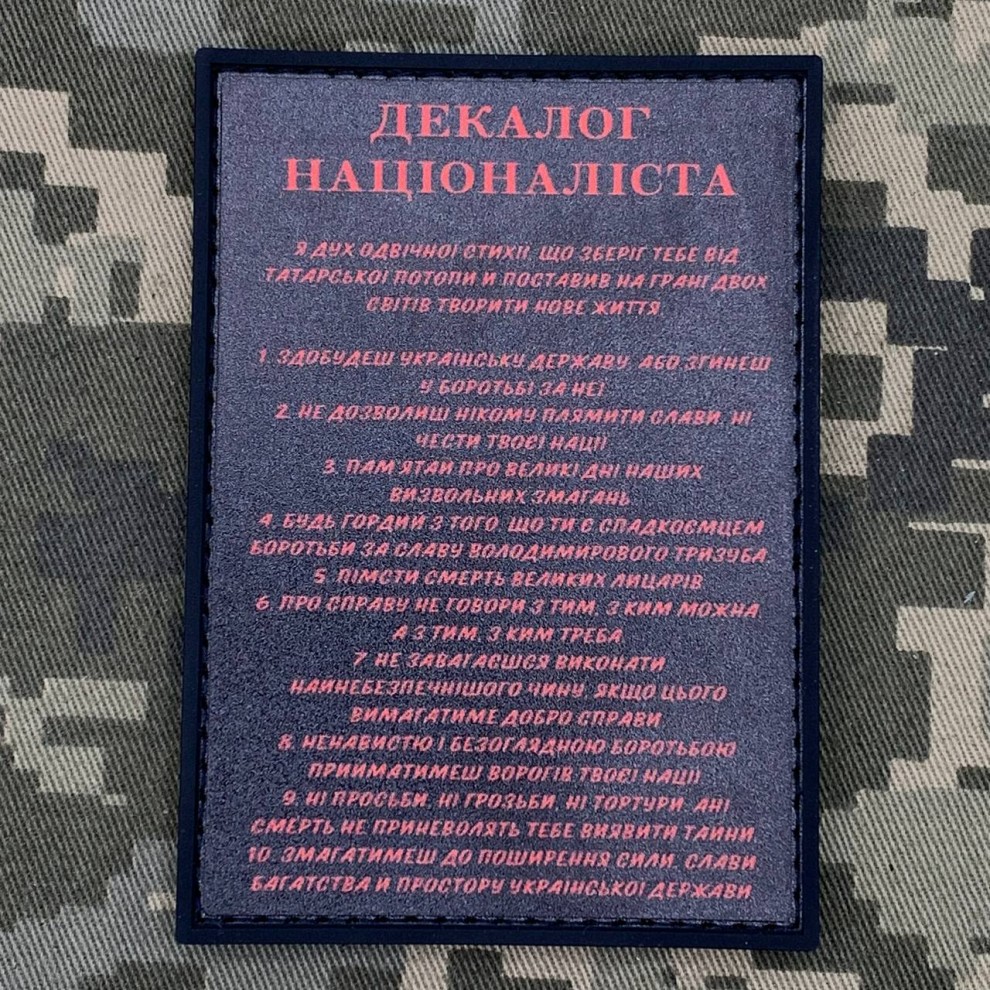 ДЕКАЛОГ
НАЦІОНАЛІСТА
Я ДУХ ОДВІЧНОЇ СТИХІЇ, ЩО ЗБЕРІГ ТЕБЕ ВІД
ТАТАРСЬКОЇ ПОТОПИ Й ПОСТАВИВ НА ГРАНІ ДВОХ
СВІТІВ ТВОРИТИ НОВЕ ЖИТТЯ
1. ЗДОБУДЕШ УКРАЇНСЬКУ ДЕРЖАВУ, АБО ЗГИНЕШ
У БОРОТЬБІ ЗА НЕЇ
2. НЕ ДОЗВОЛИШ НІКОМУ ПЛЯМИТИ СЛАВИ, НІ
ЧЕСТИ ТВОЄЇ НАЦІЇ
3. ПАМ'ЯТАЙ ПРО ВЕЛИКІ ДНІ НАШИХ
ВИЗВОЛЬНИХ ЗМАГАНЬ
4. БУДЬ ГОРДИЙ З ТОГО, ЩО ТИ Є СПАДКОЄМЦЕМ
БОРОТЬБИ ЗА СЛАВУ ВОЛОДИМИРОВОГО ТРИЗУБА
5. ПІМСТИ СМЕРТЬ ВЕЛИКИХ ЛИЦАРІВ
6. ПРО СПРАВУ НЕ ГОВОРИ З ТИМ, З КИМ МОЖНА,
А З ТИМ, З КИМ ТРЕБА
7. НЕ ЗАВАГАЄШСЯ ВИКОНАТИ
НАЙНЕБЕЗПЕЧНІШОГО ЧИНУ, ЯКЩО ЦЬОГО
ВИМАГАТИМЕ ДОБРО СПРАВИ
8. НЕНАВИСТЮ І БЕЗОГЛЯДНОЮ БОРОТЬБОЮ
ПРИЙМАТИМЕШ ВОРОГІВ ТВОЄЇ НАЦІЇ
9. НІ ПРОСЬБИ, НІ ГРОЗЬБИ, НІ ТОРТУРИ, АНІ
СМЕРТЬ НЕ ПРИНЕВОЛЯТЬ ТЕБЕ ВИЯВИТИ ТАЙНИ
10. ЗМАГАТИМЕШ ДО ПОШИРЕННЯ СИЛИ, СЛАВИ,
БАГАТСТВА Й ПРОСТОРУ УКРАЇНСЬКОЇ ДЕРЖАВИ